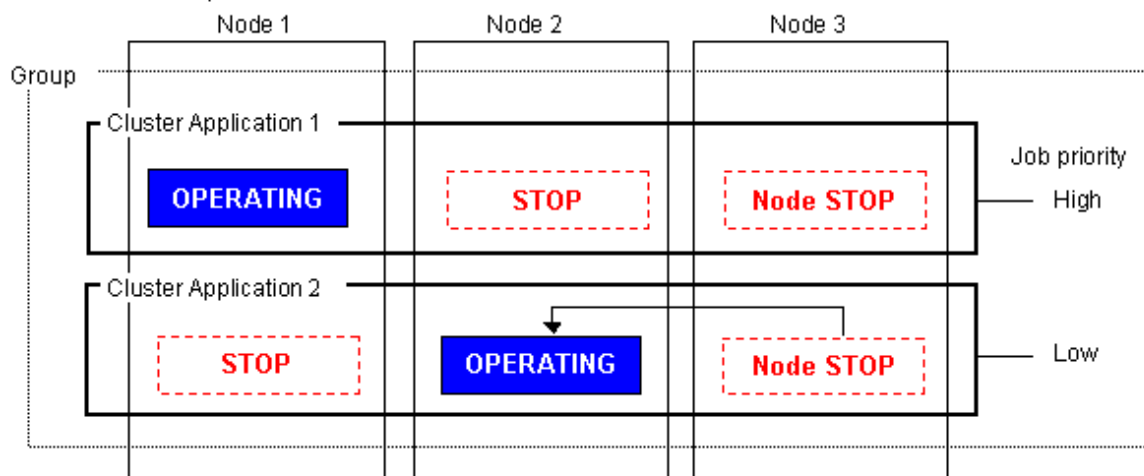 Node 1 Node 2 Node 3
Group
Cluster Application 1
Job priority
OPERATING STOP Node STOP High
Cluster Application 2
STOP OPERATING Node STOP Low